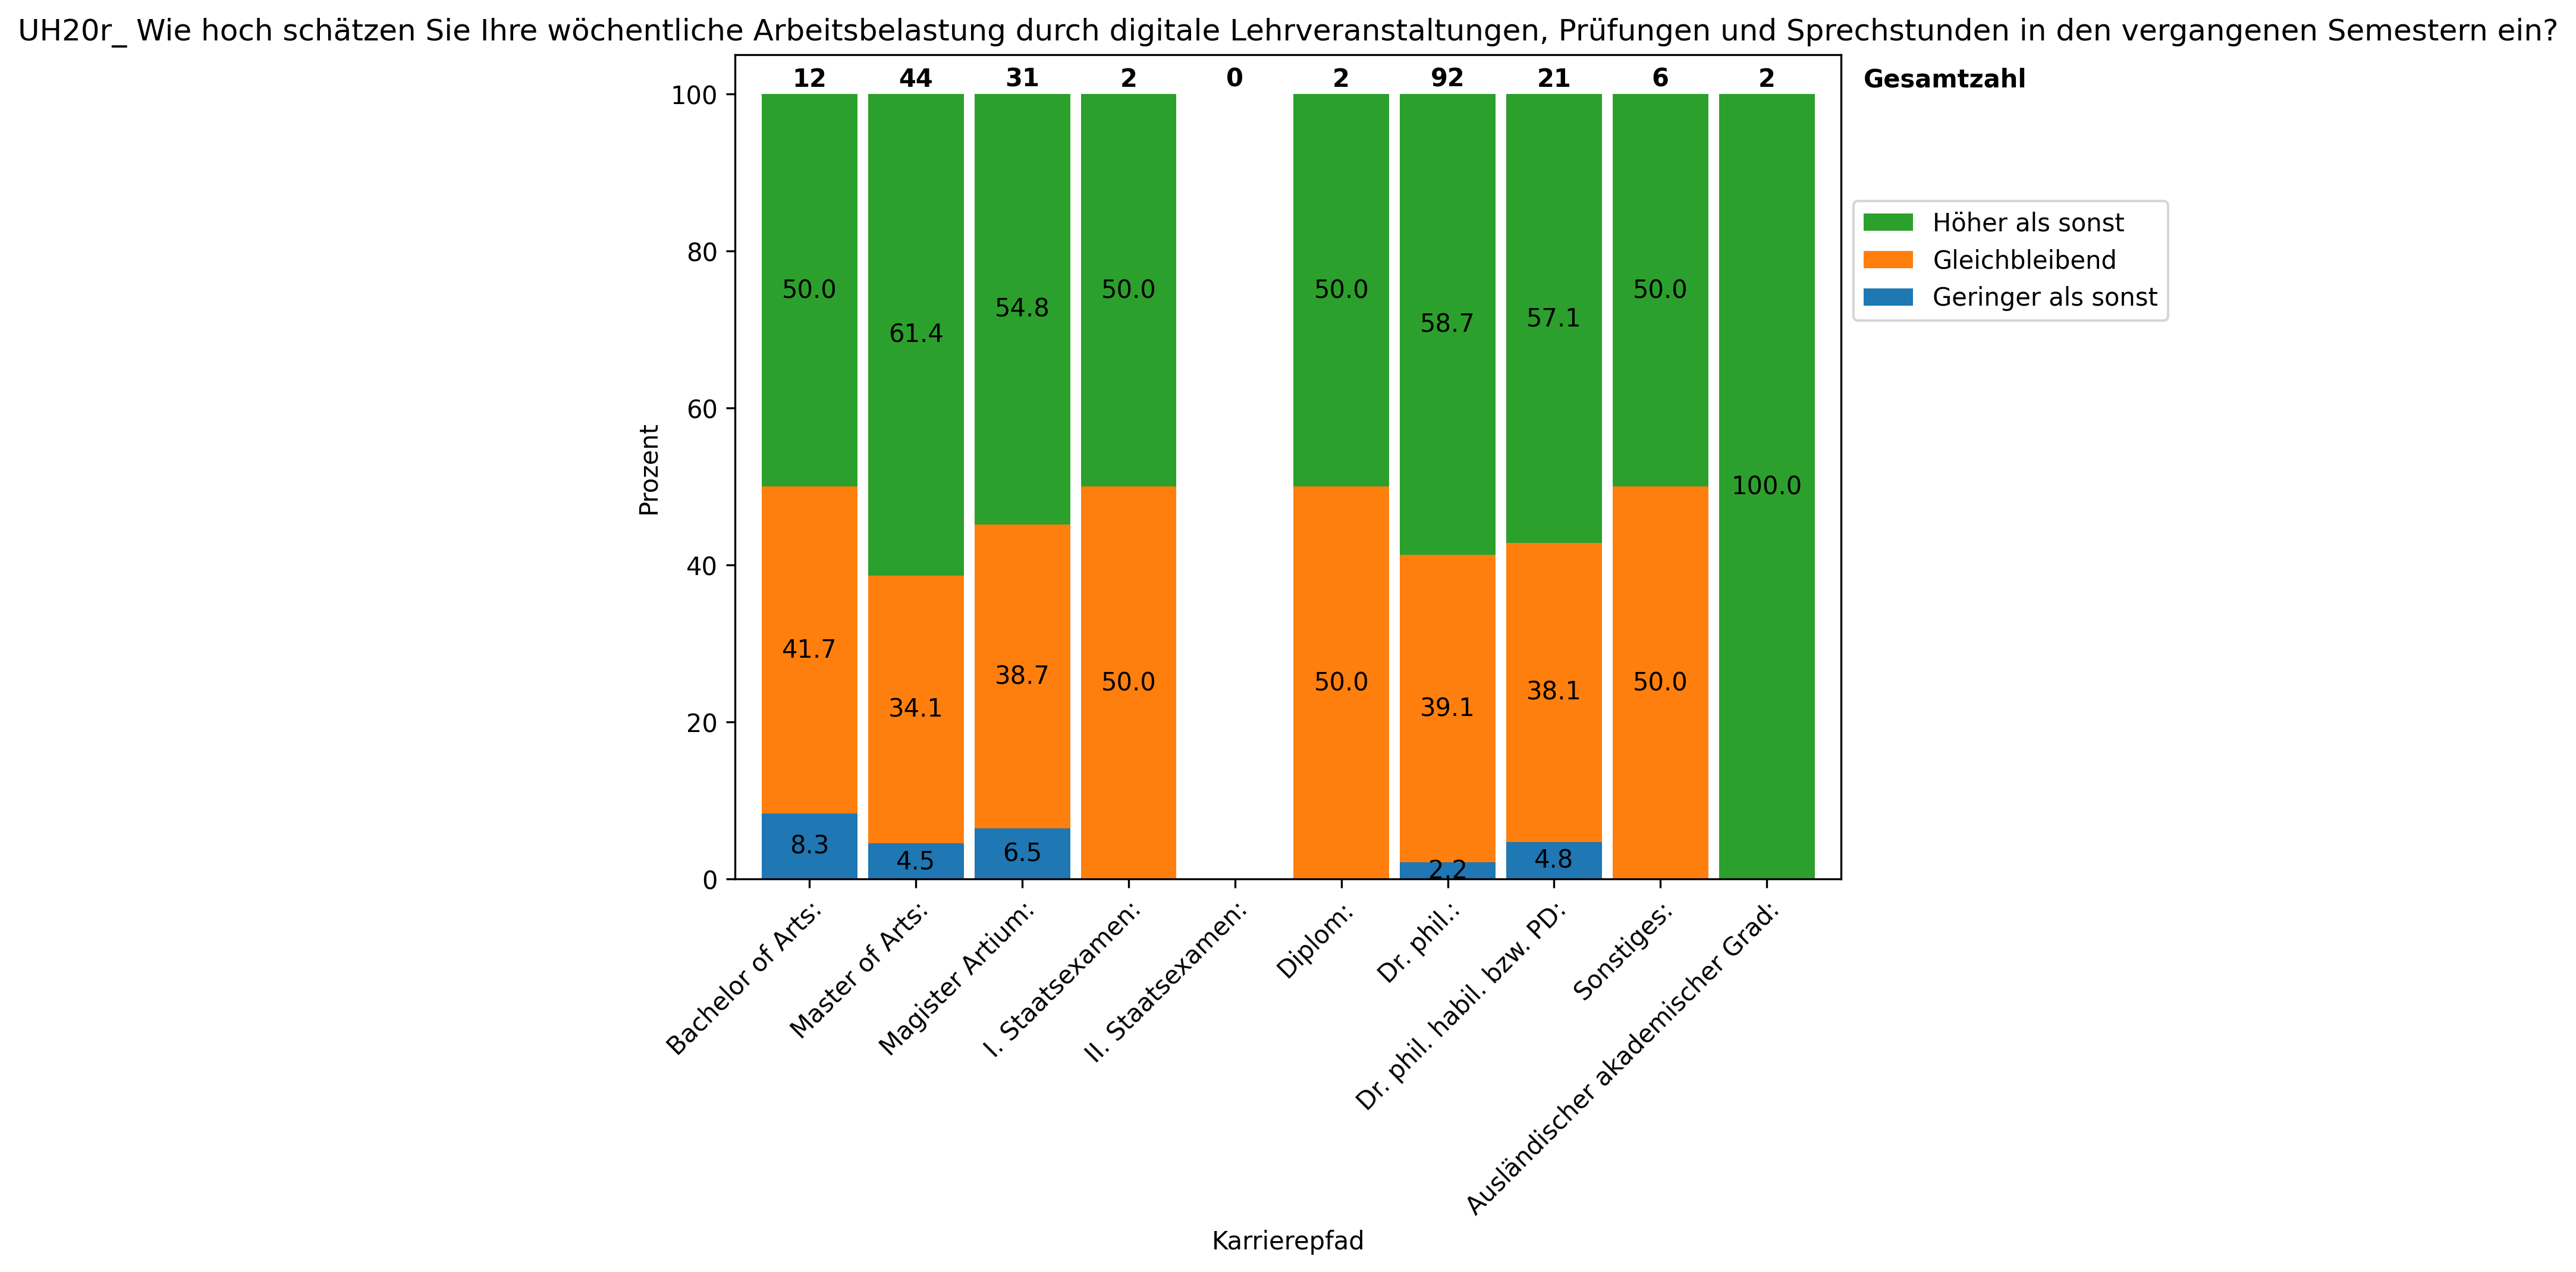 UH20r_ Wie hoch schätzen Sie Ihre wöchentliche Arbeitsbelastung durch digitale Lehrveranstaltungen, Prüfungen und Sprechstunden in den vergangenen Semestern ein?
12 44 31 2 0 2 92 21 6 2 Gesamtzahl
100
80
60
40
20
0
Prozent
50.0 61.4 54.8 50.0 50.0 58.7 57.1 50.0 100.0
41.7 34.1 38.7 50.0 50.0 39.1 38.1 50.0
8.3 4.5 6.5 2.2 4.8
Höher als sonst
Gleichbleibend
Geringer als sonst
Bachelor of Arts:
Master of Arts:
Magister Artium:
I. Staatsexamen:
II. Staatsexamen:
Diplom:
Dr. phil.:
Dr. phil. habil. bzw. PD:
Sonstiges:
Ausländischer akademischer Grad:
Karrierepfad